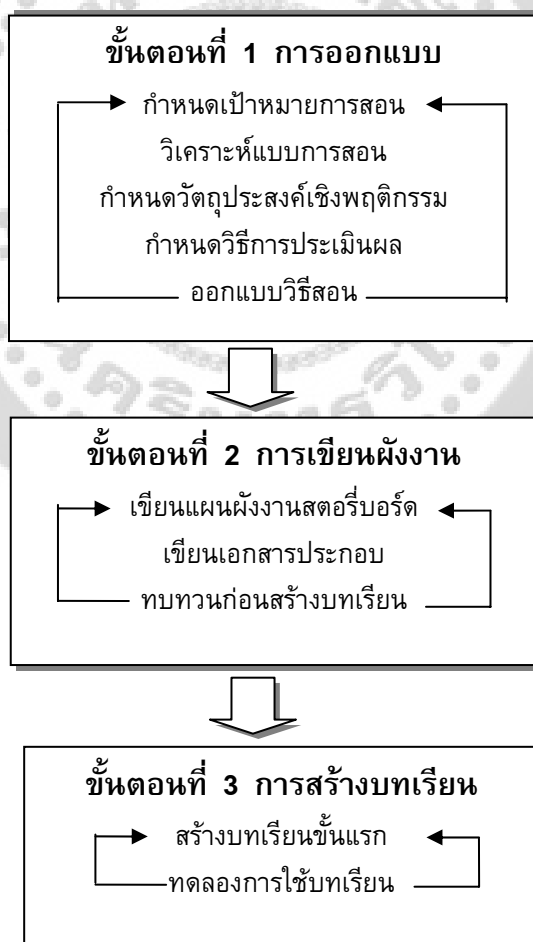 ขั้นตอนที่ 1 การออกแบบ
กำหนดเป้าหมายการสอน
วิเคราะห์แบบการสอน
กำหนดวัตถุประสงค์เชิงพฤติกรรม
กำหนดวิธีการประเมินผล
ออกแบบวิธีสอน
ขั้นตอนที่ 2 การเขียนผังงาน
เขียนแผนผังงานสตอรี่บอร์ด
เขียนเอกสารประกอบ
ทบทวนก่อนสร้างบทเรียน
ขั้นตอนที่ 3 การสร้างบทเรียน
สร้างบทเรียนขั้นแรก
ทดลองการใช้บทเรียน